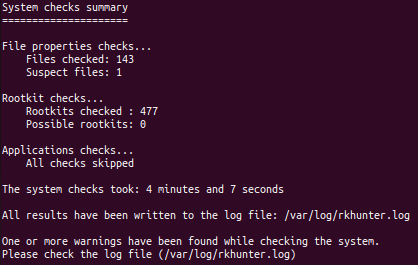 System checks summary
=====================
File properties checks...
Files checked: 143
Suspect files: 1
Rootkit checks...
Rootkits checked : 477
Possible rootkits: 0
Applications checks...
All checks skipped
The system checks took: 4 minutes and 7 seconds
All results have been written to the log file: /var/log/rkhunter.log
One or more warnings have been found while checking the system.
Please check the log file (/var/log/rkhunter.log)